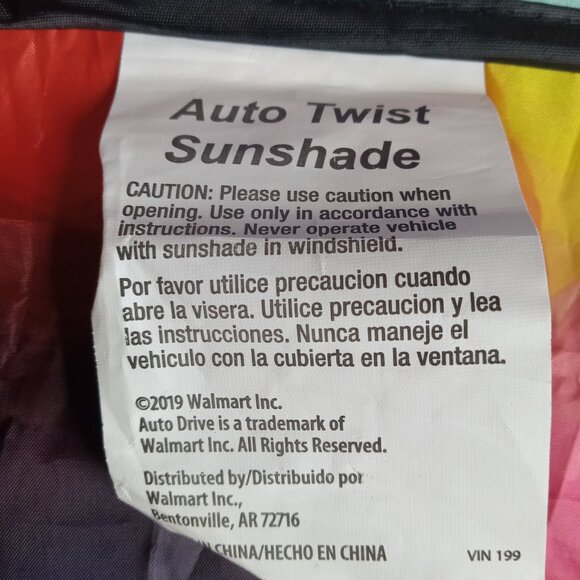 Auto Twist
Sunshade
CAUTION: Please use caution when
opening. Use only in accordance with
instructions. Never operate vehicle
with sunshade in windshield.
Por favor utilice precaucion cuando
abre la visera. Utilice precaucion y lea
las instrucciones. Nunca maneje el
vehiculo con la cubierta en la ventana.
©2019 Walmart Inc.
Auto Drive is a trademark of
Walmart Inc. All Rights Reserved.
Distributed by/Distribuido por
Walmart Inc.,
Bentonville, AR 72716
CHINA/HECHO EN CHINA VIN 199